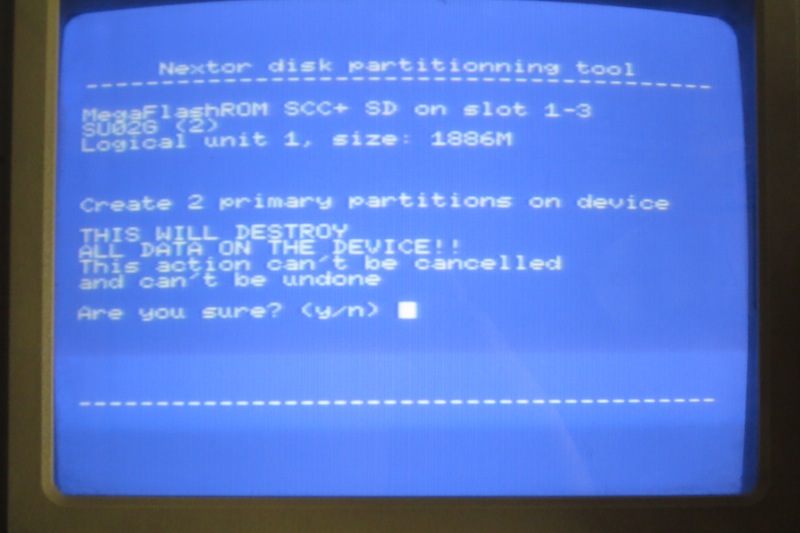 Nextor disk partitionning tool
----------------------------------------
MegaFlashROM SCC+ SD on slot 1-3
SU02G (2)
Logical unit 1, size: 1886M
Create 2 primary partitions on device
THIS WILL DESTROY
ALL DATA ON THE DEVICE!!
This action can't be cancelled
and can't be undone
Are you sure? (y/n)
----------------------------------------